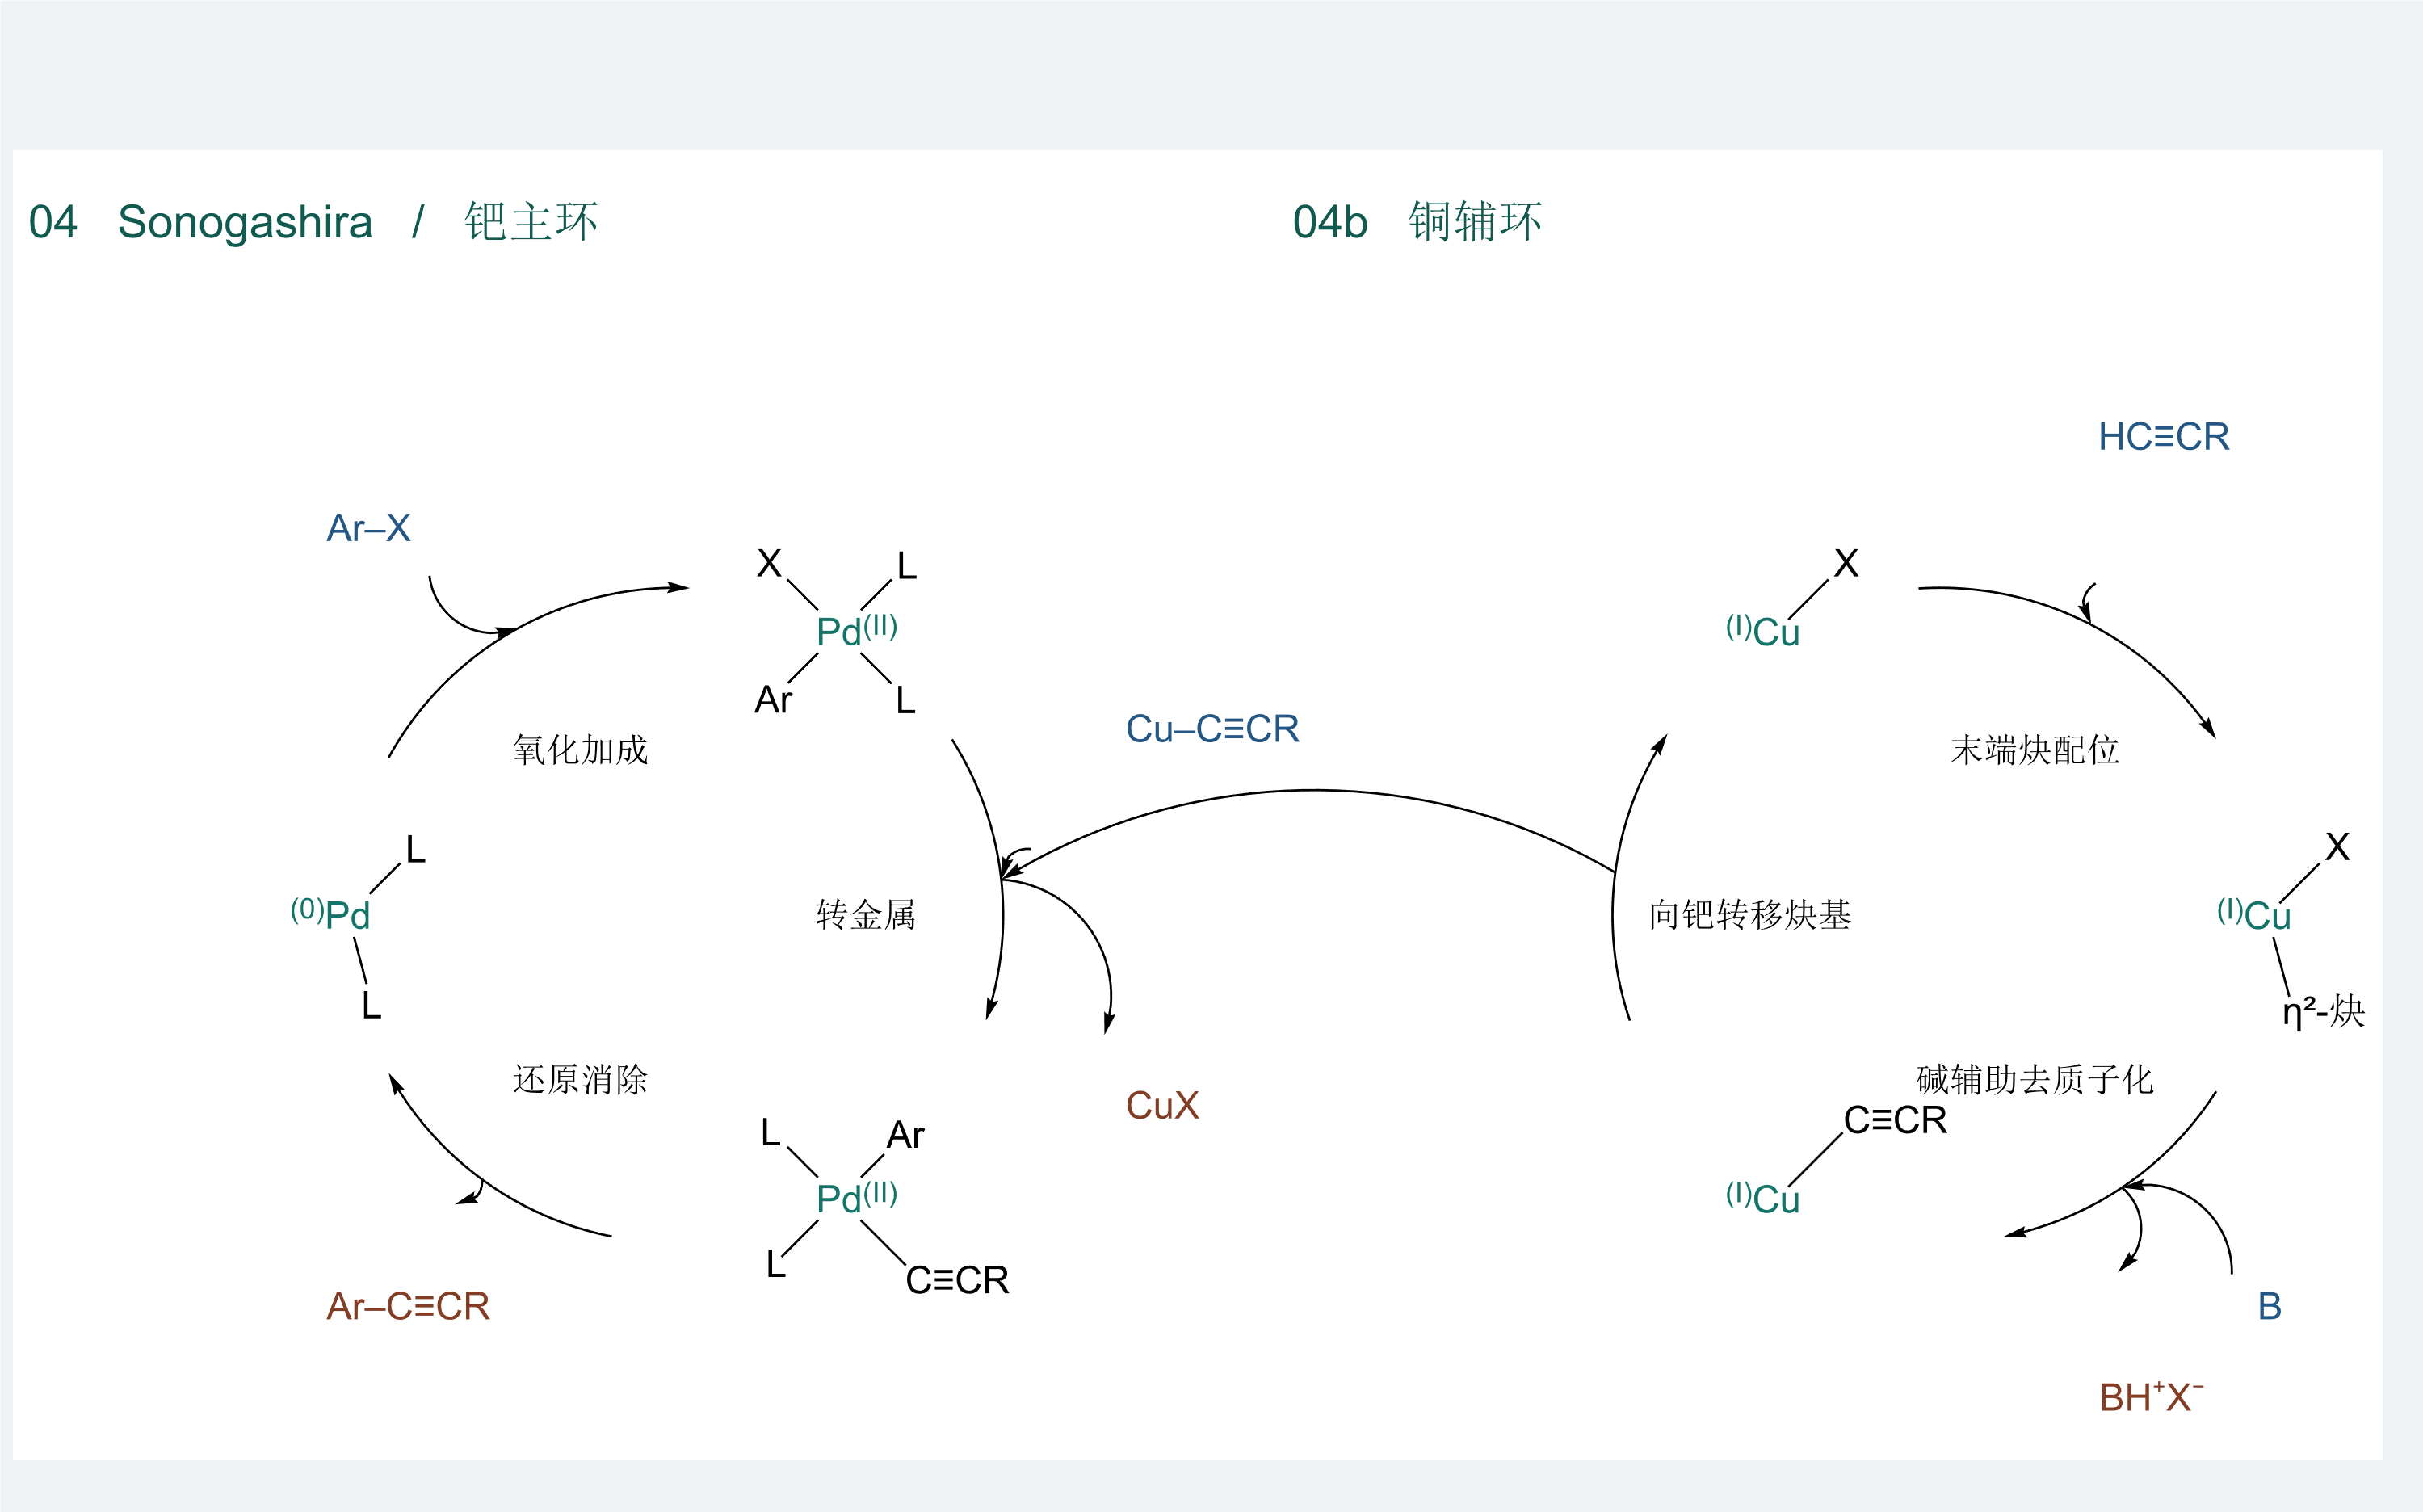 04 Sonogashira / 钯主环
04b 铜辅环
HC≡CR
Ar–X
X
L
Pd(II)
Ar
L
X
(I)Cu
氧化加成
Cu–C≡CR
末端炔配位
L
(0)Pd
L
转金属
向钯转移炔基
X
(I)Cu
η²-炔
还原消除
碱辅助去质子化
CuX
L
Ar
Pd(II)
L
C≡CR
C≡CR
(I)Cu
Ar–C≡CR
B
BH⁺X⁻